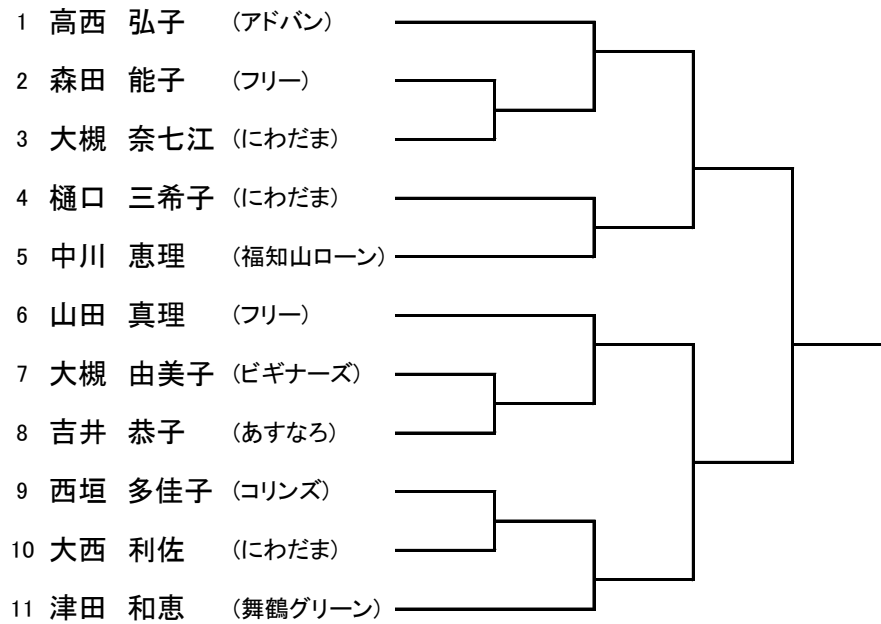 1 高西 弘子 (アドバン)
2 森田 能子 (フリー)
3 大槻 奈七江 (にわだま)
4 樋口 三希子 (にわだま)
5 中川 恵理 (福知山ローン)
6 山田 真理 (フリー)
7 大槻 由美子 (ビギナーズ)
8 吉井 恭子 (あすなろ)
9 西垣 多佳子 (コリンズ)
10 大西 利佐 (にわだま)
11 津田 和恵 (舞鶴グリーン)